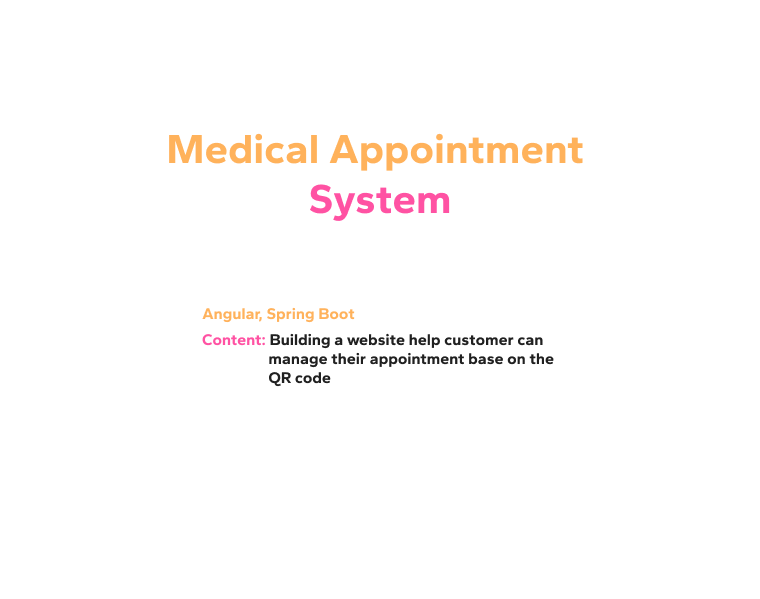 Medical Appointment
System
Angular, Spring Boot
Content: Building a website help customer can
manage their appointment base on the
QR code